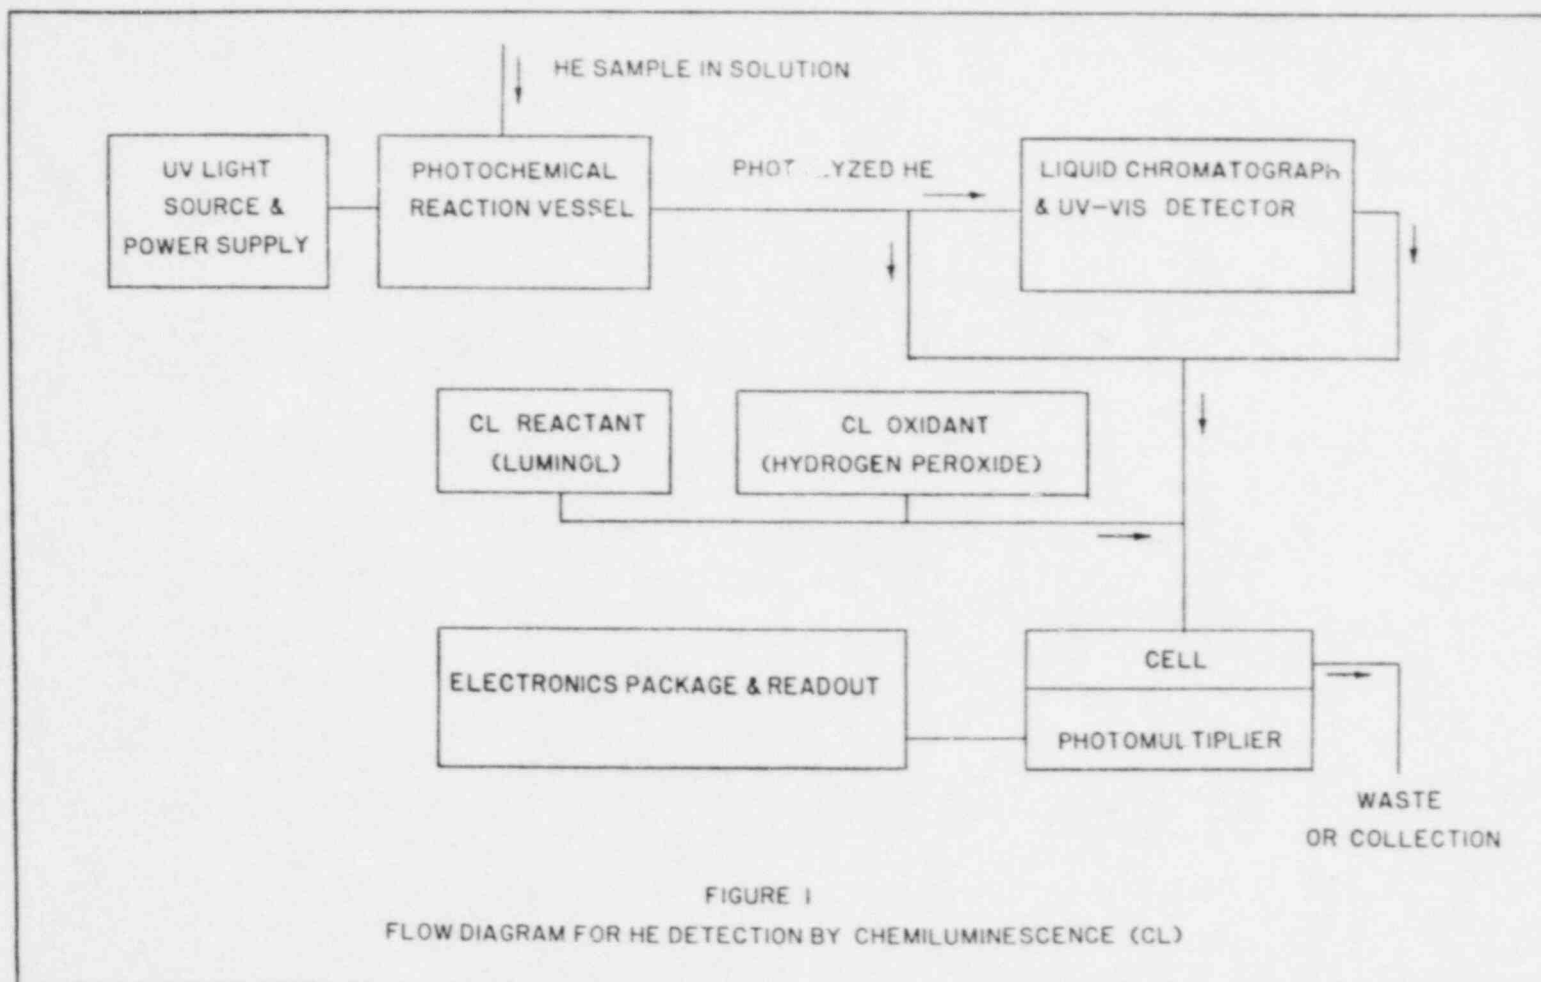 HE SAMPLE IN SOLUTION
UV LIGHT
SOURCE &
POWER SUPPLY
PHOTOCHEMICAL
REACTION VESSEL
HE
LIQUID CHROMATOGRAPh
& UV-VIS DETECTOR
CL REACTANT
(LUMINOL)
CL OXIDANT
(HYDROGEN PEROXIDE)
ELECTRONICS PACKAGE & READOUT
CELL
PHOTOMULTIPLIER
WASTE
OR COLLECTION
FIGURE 1
FLOW DIAGRAM FOR HE DETECTION BY CHEMILUMINESCENCE (CL)